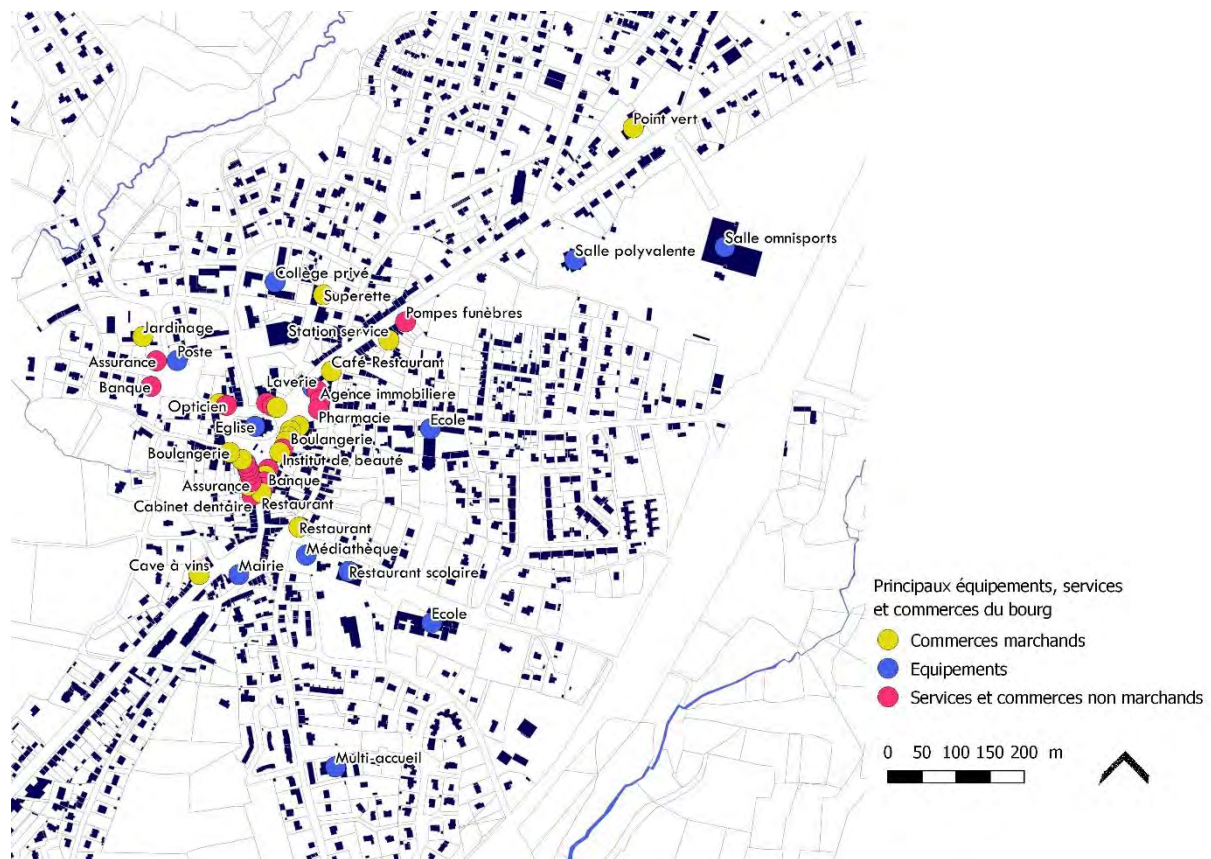 Point vert
Salle omnisports
Salle polyvalente
Collège privé
Superette
Pompes funèbres
Station service
Jardinage
Assurance
Poste
Café-Restaurant
Banque
Laverie
Agence immobiliere
Opticien
Pharmacie
Eglise
Ecole
Boulangerie
Boulangerie
Institut de beauté
Banque
Assurance
Cabinet dentaire
Restaurant
Restaurant
Médiathèque
Cave à vins
Mairie
Restaurant scolaire
Ecole
Multi-accueil
Principaux équipements, services
et commerces du bourg
Commerces marchands
Equipements
Services et commerces non marchands
0 50 100 150 200 m